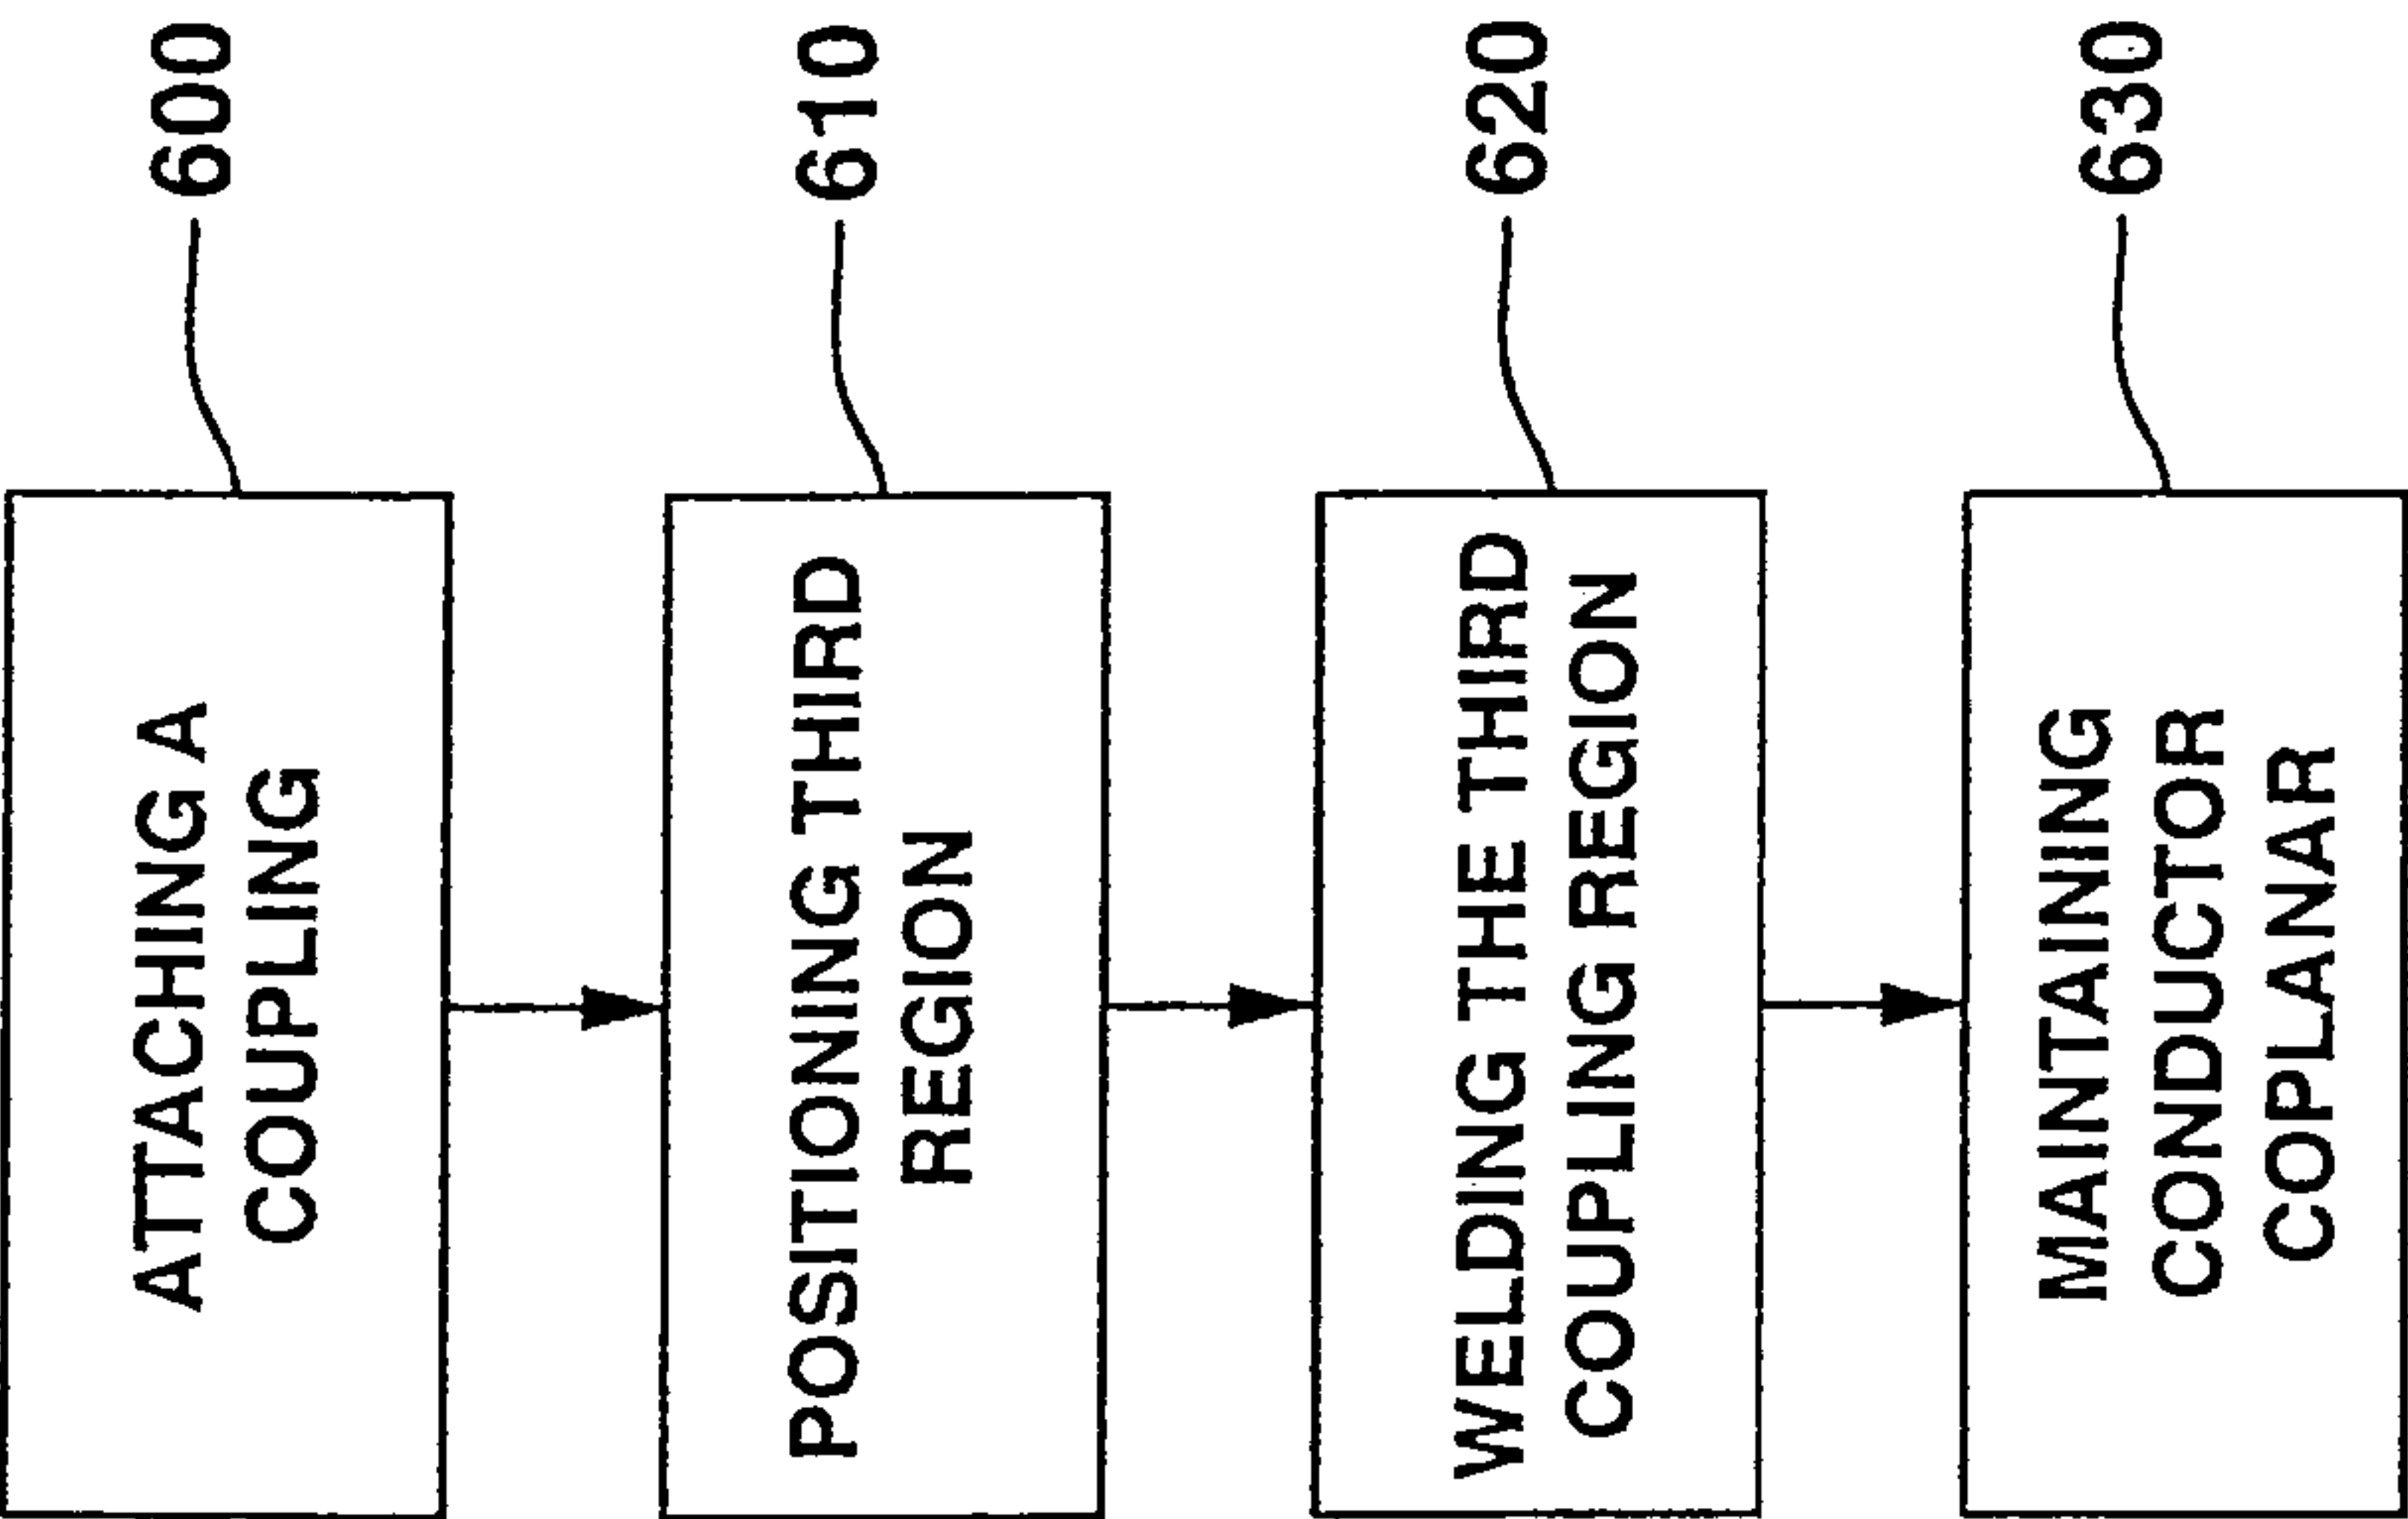 ATTACHING A
COUPLING
600
POSITIONING THIRD
REGION
610
WELDING THE THIRD
COUPLING REGION
620
MAINTAINING
CONDUCTOR
COPLANAR
630